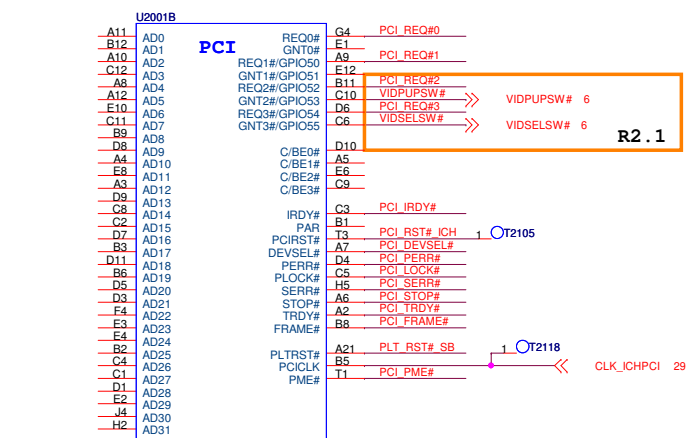 U2001B
PCI
A11 AD0 REQ0# G4 PCI_REQ#0
B12 AD1 GNT0# E1
A10 AD2 REQ1#/GPIO50 A9 PCI_REQ#1
C12 AD3 GNT1#/GPIO51 E12
A8 AD4 REQ2#/GPIO52 B11 PCI_REQ#2
A12 AD5 GNT2#/GPIO53 C10 VIDPUPSW# VIDPUPSW# 6
E10 AD6 REQ3#/GPIO54 D6 PCI_REQ#3
C11 AD7 GNT3#/GPIO55 C6 VIDSELSW# VIDSELSW# 6
R2.1
B9 AD8
D8 AD9 C/BE0# D10
A4 AD10 C/BE1# A5
E8 AD11 C/BE2# E6
A3 AD12 C/BE3# C9
D9 AD13
C8 AD14 IRDY# C3 PCI_IRDY#
C2 AD15 PAR B1
D7 AD16 PCIRST# T3 PCI_RST#_ICH 1 T2105
B3 AD17 DEVSEL# A7 PCI_DEVSEL#
D11 AD18 PERR# D4 PCI_PERR#
B6 AD19 PLOCK# C5 PCI_LOCK#
D5 AD20 SERR# H5 PCI_SERR#
D3 AD21 STOP# A6 PCI_STOP#
F4 AD22 TRDY# A2 PCI_TRDY#
E3 AD23 FRAME# B8 PCI_FRAME#
E4 AD24
B2 AD25 PLTRST# A21 PLT_RST#_SB 1 T2118
C4 AD26 PCICLK B5 CLK_ICHPCI 29
C1 AD27 PME# T1 PCI_PME#
D1 AD28
E2 AD29
J4 AD30
H2 AD31